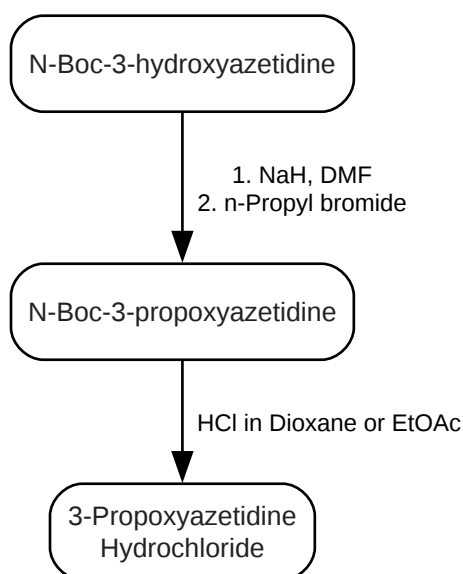 N-Boc-3-hydroxyazetidine
1. NaH, DMF
2. n-Propyl bromide
N-Boc-3-propoxyazetidine
HCl in Dioxane or EtOAc
3-Propoxyazetidine
Hydrochloride